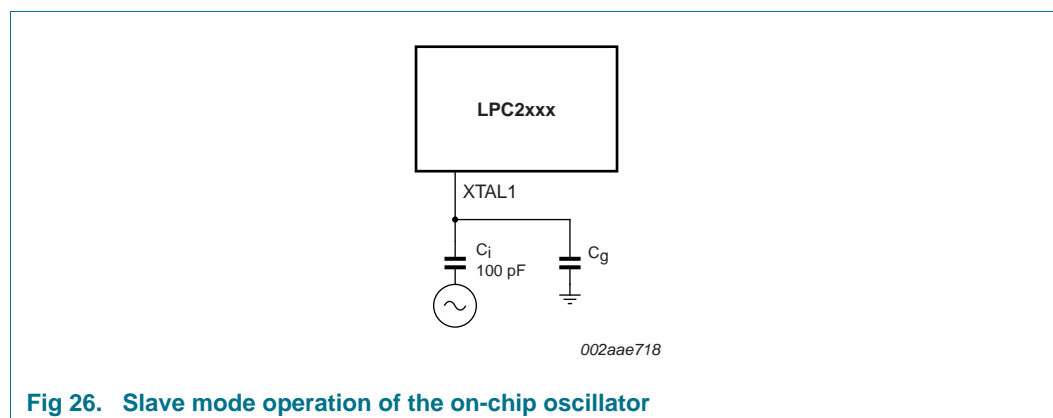 LPC2xxx
XTAL1
Ci
100 pF
Cg
002aae718
Fig 26. Slave mode operation of the on-chip oscillator